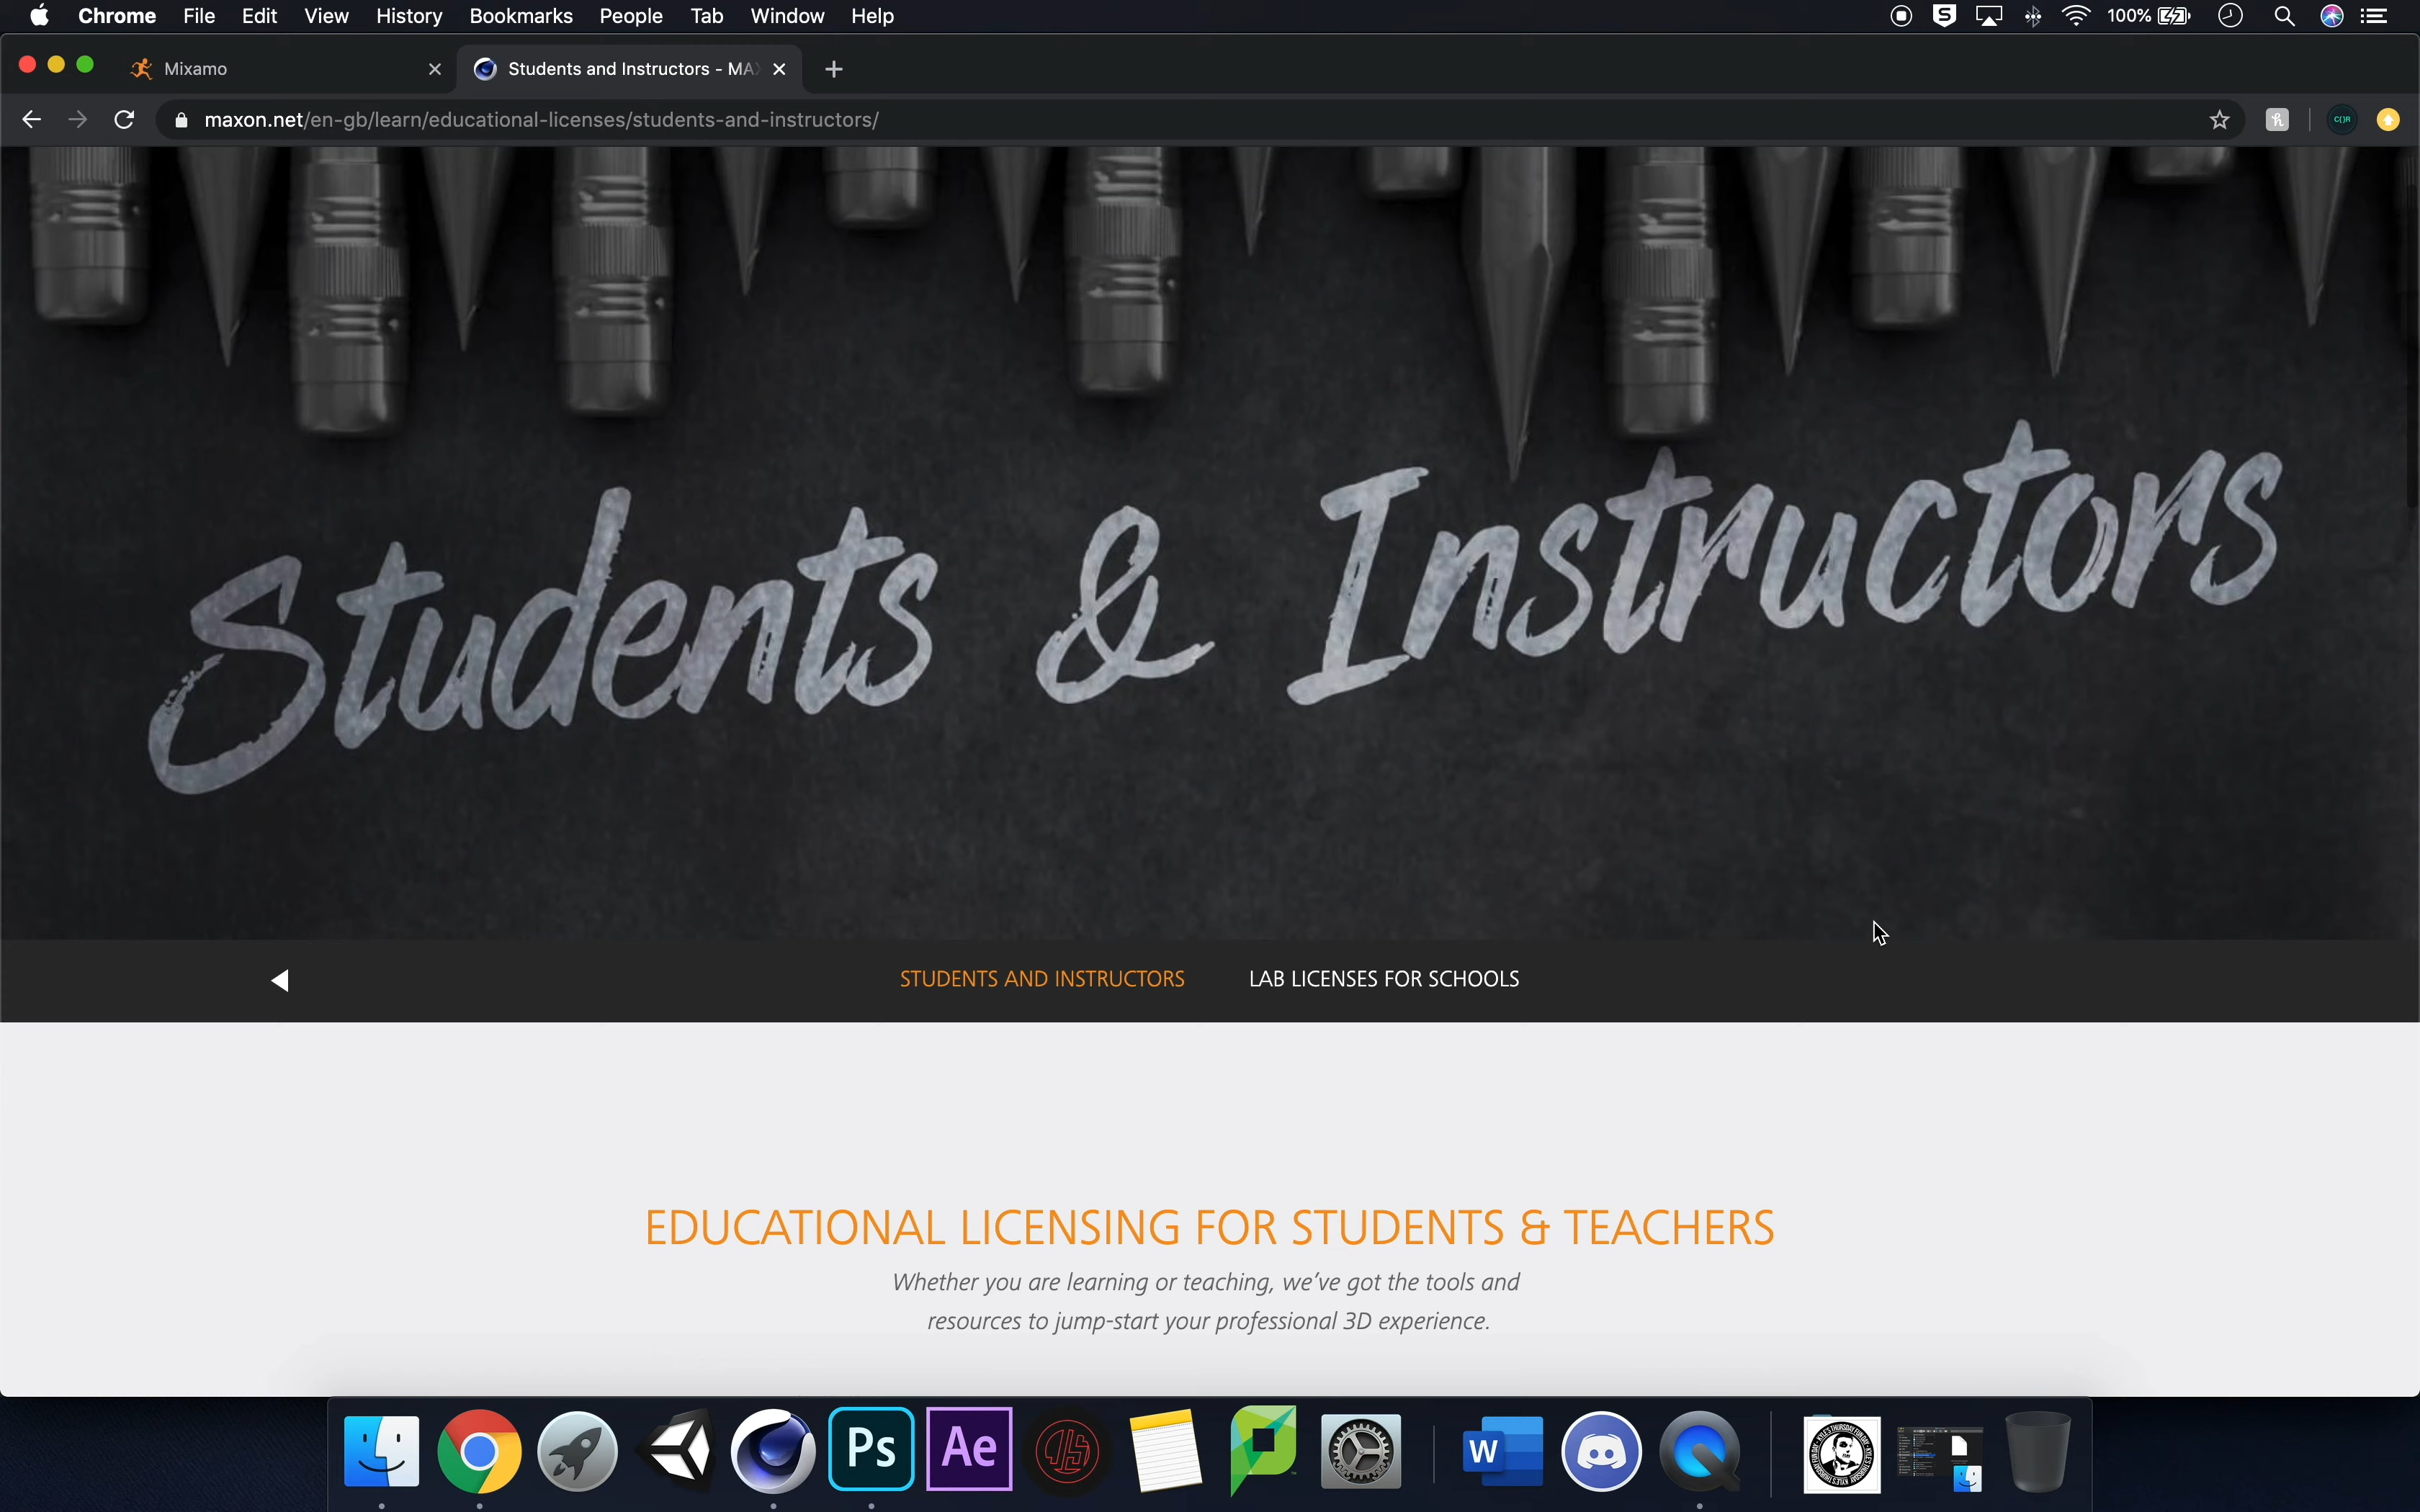 Chrome File Edit View History Bookmarks People Tab Window Help 100%
Mixamo Students and Instructors - MA
maxon.net/en-gb/learn/educational-licenses/students-and-instructors/
Students & Instructors
STUDENTS AND INSTRUCTORS LAB LICENSES FOR SCHOOLS
EDUCATIONAL LICENSING FOR STUDENTS & TEACHERS
Whether you are learning or teaching, we've got the tools and
resources to jump-start your professional 3D experience.
Ps Ae W